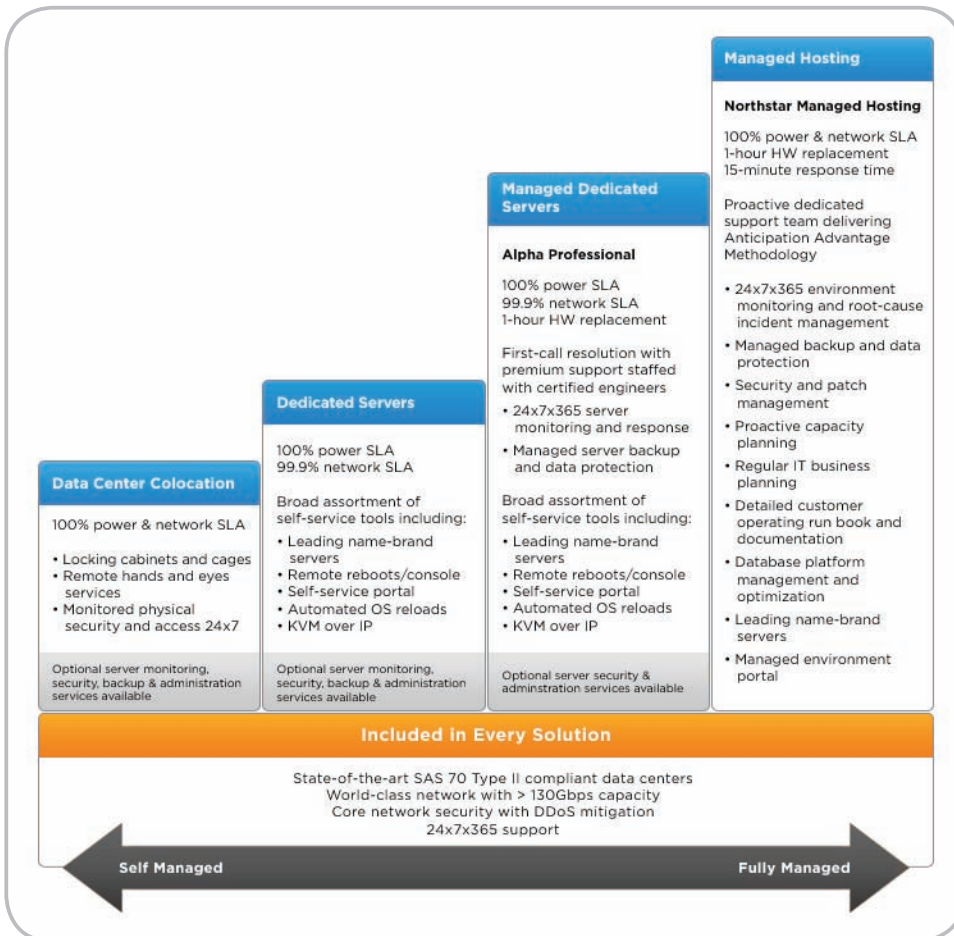 Managed Hosting
Northstar Managed Hosting
100% power & network SLA
1-hour HW replacement
15-minute response time
Proactive dedicated
support team delivering
Anticipation Advantage
Methodology
• 24x7x365 environment
monitoring and root-cause
incident management
• Managed backup and data
protection
• Security and patch
management
• Proactive capacity
planning
• Regular IT business
planning
• Detailed customer
operating run book and
documentation
• Database platform
management and
optimization
• Leading name-brand
servers
• Managed environment
portal
Managed Dedicated
Servers
Alpha Professional
100% power SLA
99.9% network SLA
1-hour HW replacement
First-call resolution with
premium support staffed
with certified engineers
• 24x7x365 server
monitoring and response
• Managed server backup
and data protection
Broad assortment of
self-service tools including:
• Leading name-brand
servers
• Remote reboots/console
• Self-service portal
• Automated OS reloads
• KVM over IP
Optional server security &
adminstration services available
Dedicated Servers
100% power SLA
99.9% network SLA
Broad assortment of
self-service tools including:
• Leading name-brand
servers
• Remote reboots/console
• Self-service portal
• Automated OS reloads
• KVM over IP
Optional server monitoring,
security, backup & administration
services available
Data Center Colocation
100% power & network SLA
• Locking cabinets and cages
• Remote hands and eyes
services
• Monitored physical
security and access 24x7
Optional server monitoring,
security, backup & administration
services available
Included in Every Solution
State-of-the-art SAS 70 Type II compliant data centers
World-class network with > 130Gbps capacity
Core network security with DDoS mitigation
24x7x365 support
Self Managed
Fully Managed